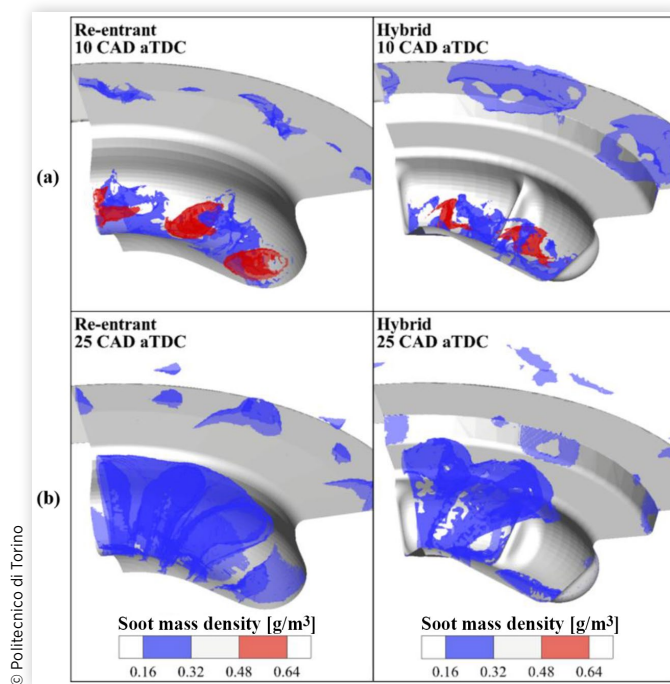 Re-entrant
10 CAD aTDC
Hybrid
10 CAD aTDC
(a)
Re-entrant
25 CAD aTDC
Hybrid
25 CAD aTDC
(b)
Soot mass density [g/m³]
0.16 0.32 0.48 0.64
Soot mass density [g/m³]
0.16 0.32 0.48 0.64
© Politecnico di Torino